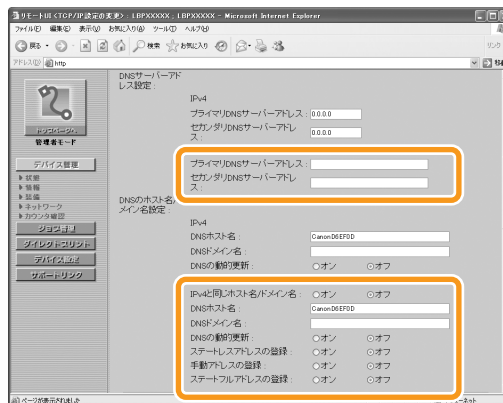 リモートUI <TCP/IP設定の変更> : LBPXXXXX ; LBPXXXXX - Microsoft Internet Explorer
ファイル(F) 編集(E) 表示(V) お気に入り(A) ツール(T) ヘルプ(H)
戻る 検索 お気に入り
アドレス(D) http
トップページへ
管理者モード
デバイス管理
状態
情報
装備
ネットワーク
カウンタ確認
ジョブ管理
ダイレクトプリント
デバイス設定
サポートリンク
DNSサーバーアドレス設定 :
IPv4
プライマリDNSサーバーアドレス : 0.0.0.0
セカンダリDNSサーバーアドレス : 0.0.0.0
プライマリDNSサーバーアドレス :
セカンダリDNSサーバーアドレス :
DNSのホスト名/
メイン名設定 :
IPv4
DNSホスト名 : CanonD6EF0D
DNSドメイン名 :
DNSの動的更新 : オン オフ
IPv4と同じホスト名/ドメイン名 : オン オフ
DNSホスト名 : CanonD6EF0D
DNSドメイン名 :
DNSの動的更新 : オン オフ
ステートレスアドレスの登録 : オン オフ
手動アドレスの登録 : オン オフ
ステートフルアドレスの登録 : オン オフ
ページが表示されました